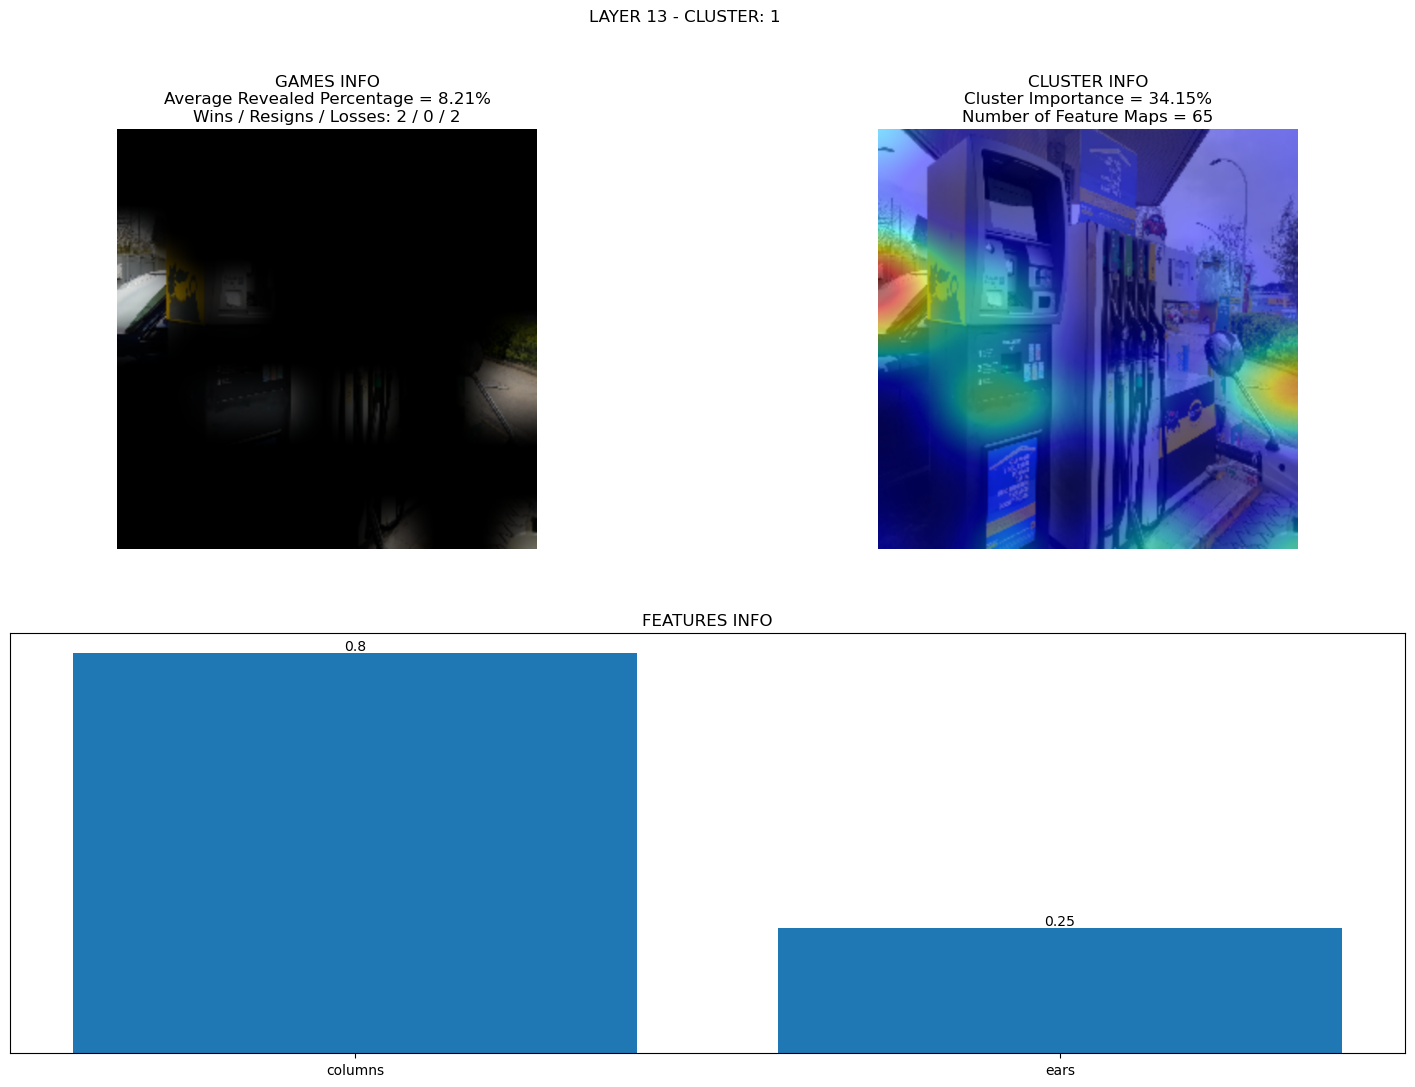 LAYER 13 - CLUSTER: 1
GAMES INFO
Average Revealed Percentage = 8.21%
Wins / Resigns / Losses: 2 / 0 / 2
CLUSTER INFO
Cluster Importance = 34.15%
Number of Feature Maps = 65
FEATURES INFO
0.8
0.25
columns
ears